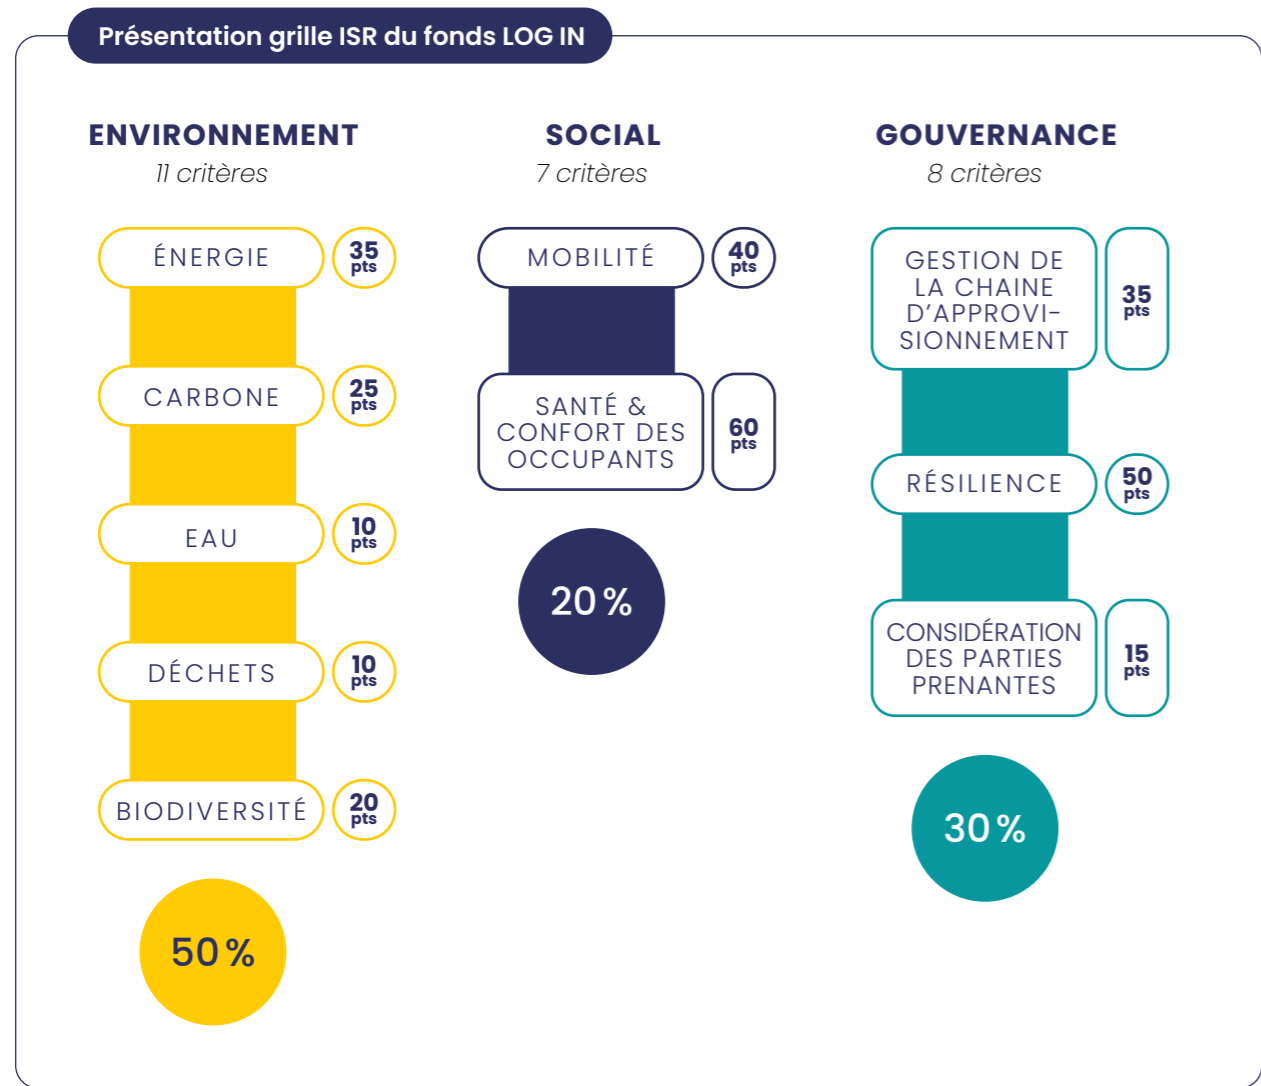 Présentation grille ISR du fonds LOG IN
ENVIRONNEMENT
11 critères
ÉNERGIE
35
pts
CARBONE
25
pts
EAU
10
pts
DÉCHETS
10
pts
BIODIVERSITÉ
20
pts
50 %
SOCIAL
7 critères
MOBILITÉ
40
pts
SANTÉ &
CONFORT DES
OCCUPANTS
60
pts
20 %
GOUVERNANCE
8 critères
GESTION DE
LA CHAINE
D’APPROVI-
SIONNEMENT
35
pts
RÉSILIENCE
50
pts
CONSIDÉRATION
DES PARTIES
PRENANTES
15
pts
30 %